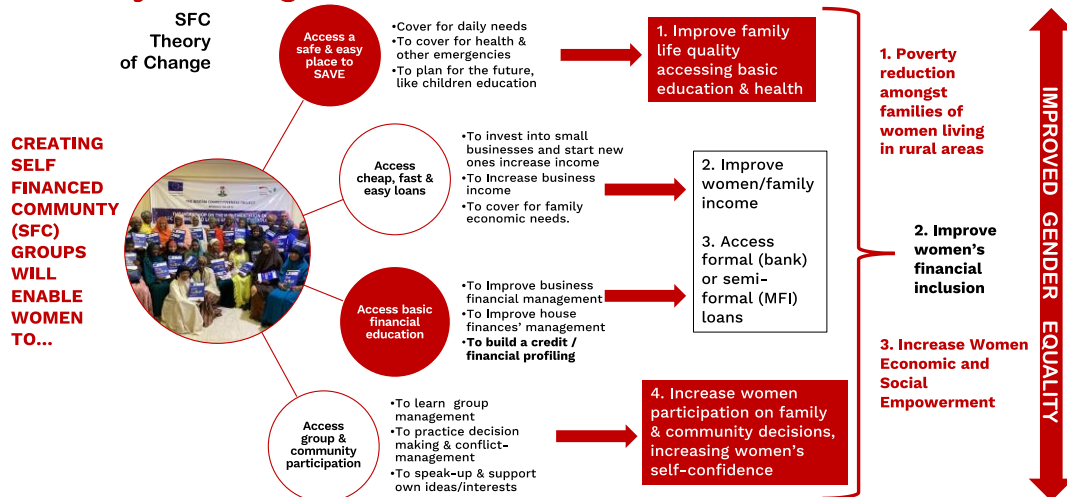 SFC
Theory
of Change
CREATING
SELF
FINANCED
COMMUNTY
(SFC)
GROUPS
WILL
ENABLE
WOMEN
TO...
Access a
safe & easy
place to
SAVE
•Cover for daily needs
•To cover for health &
other emergencies
•To plan for the future,
like children education
1. Improve family
life quality
accessing basic
education & health
Access
cheap, fast &
easy loans
•To invest into small
businesses and start new
ones increase income
•To Increase business
income
•To cover for family
economic needs.
2. Improve
women/family
income
3. Access
formal (bank)
or semi-
formal (MFI)
loans
Access basic
financial
education
•To Improve business
financial management
•To Improve house
finances' management
•To build a credit /
financial profiling
Access
group &
community
participation
•To learn group
management
•To practice decision
making & conflict-
management
•To speak-up & support
own ideas/interests
4. Increase women
participation on family
& community decisions,
increasing women's
self-confidence
1. Poverty
reduction
amongst
families of
women living
in rural areas
2. Improve
women's
financial
inclusion
3. Increase Women
Economic and
Social
Empowerment
IMPROVED GENDER EQUALITY